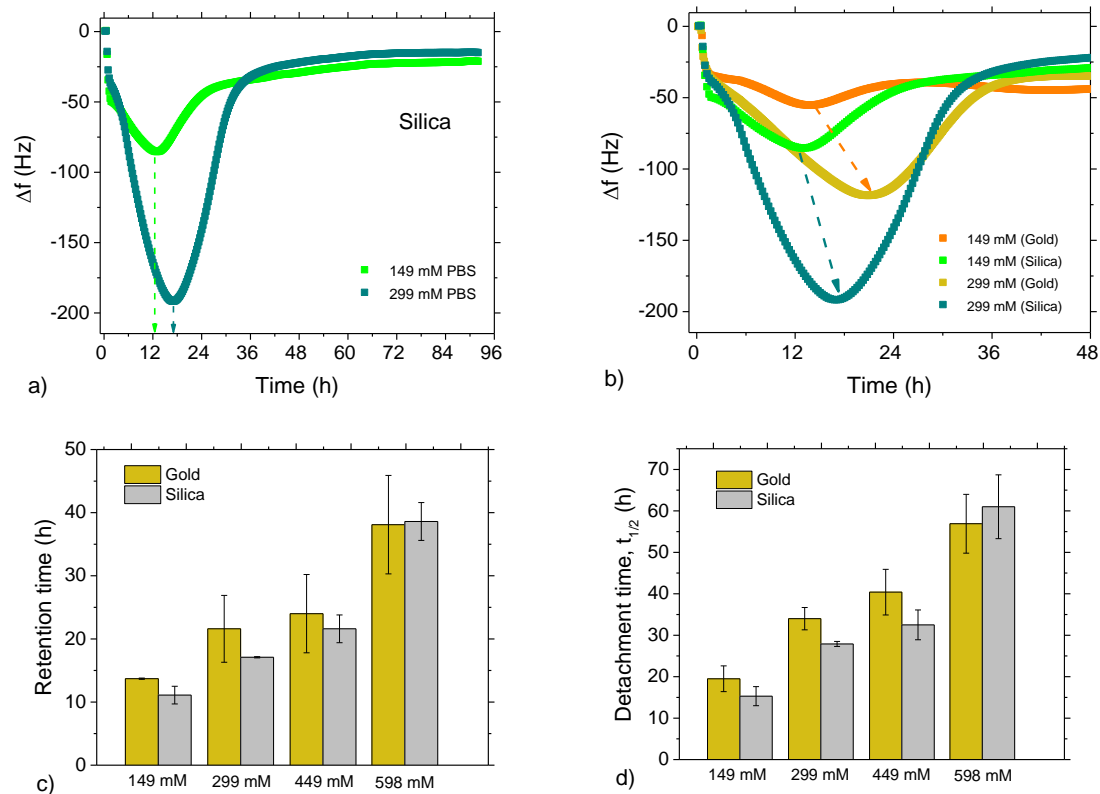 0
-50
-100
-150
-200
Δf (Hz)
Silica
149 mM PBS
299 mM PBS
0 12 24 36 48 60 72 84 96
Time (h)
a)
0
-50
-100
-150
-200
Δf (Hz)
149 mM (Gold)
149 mM (Silica)
299 mM (Gold)
299 mM (Silica)
0 12 24 36 48
Time (h)
b)
50
40
30
20
10
0
Retention time (h)
Gold
Silica
149 mM 299 mM 449 mM 598 mM
c)
70
60
50
40
30
20
10
0
Detachment time, t1/2 (h)
Gold
Silica
149 mM 299 mM 449 mM 598 mM
d)